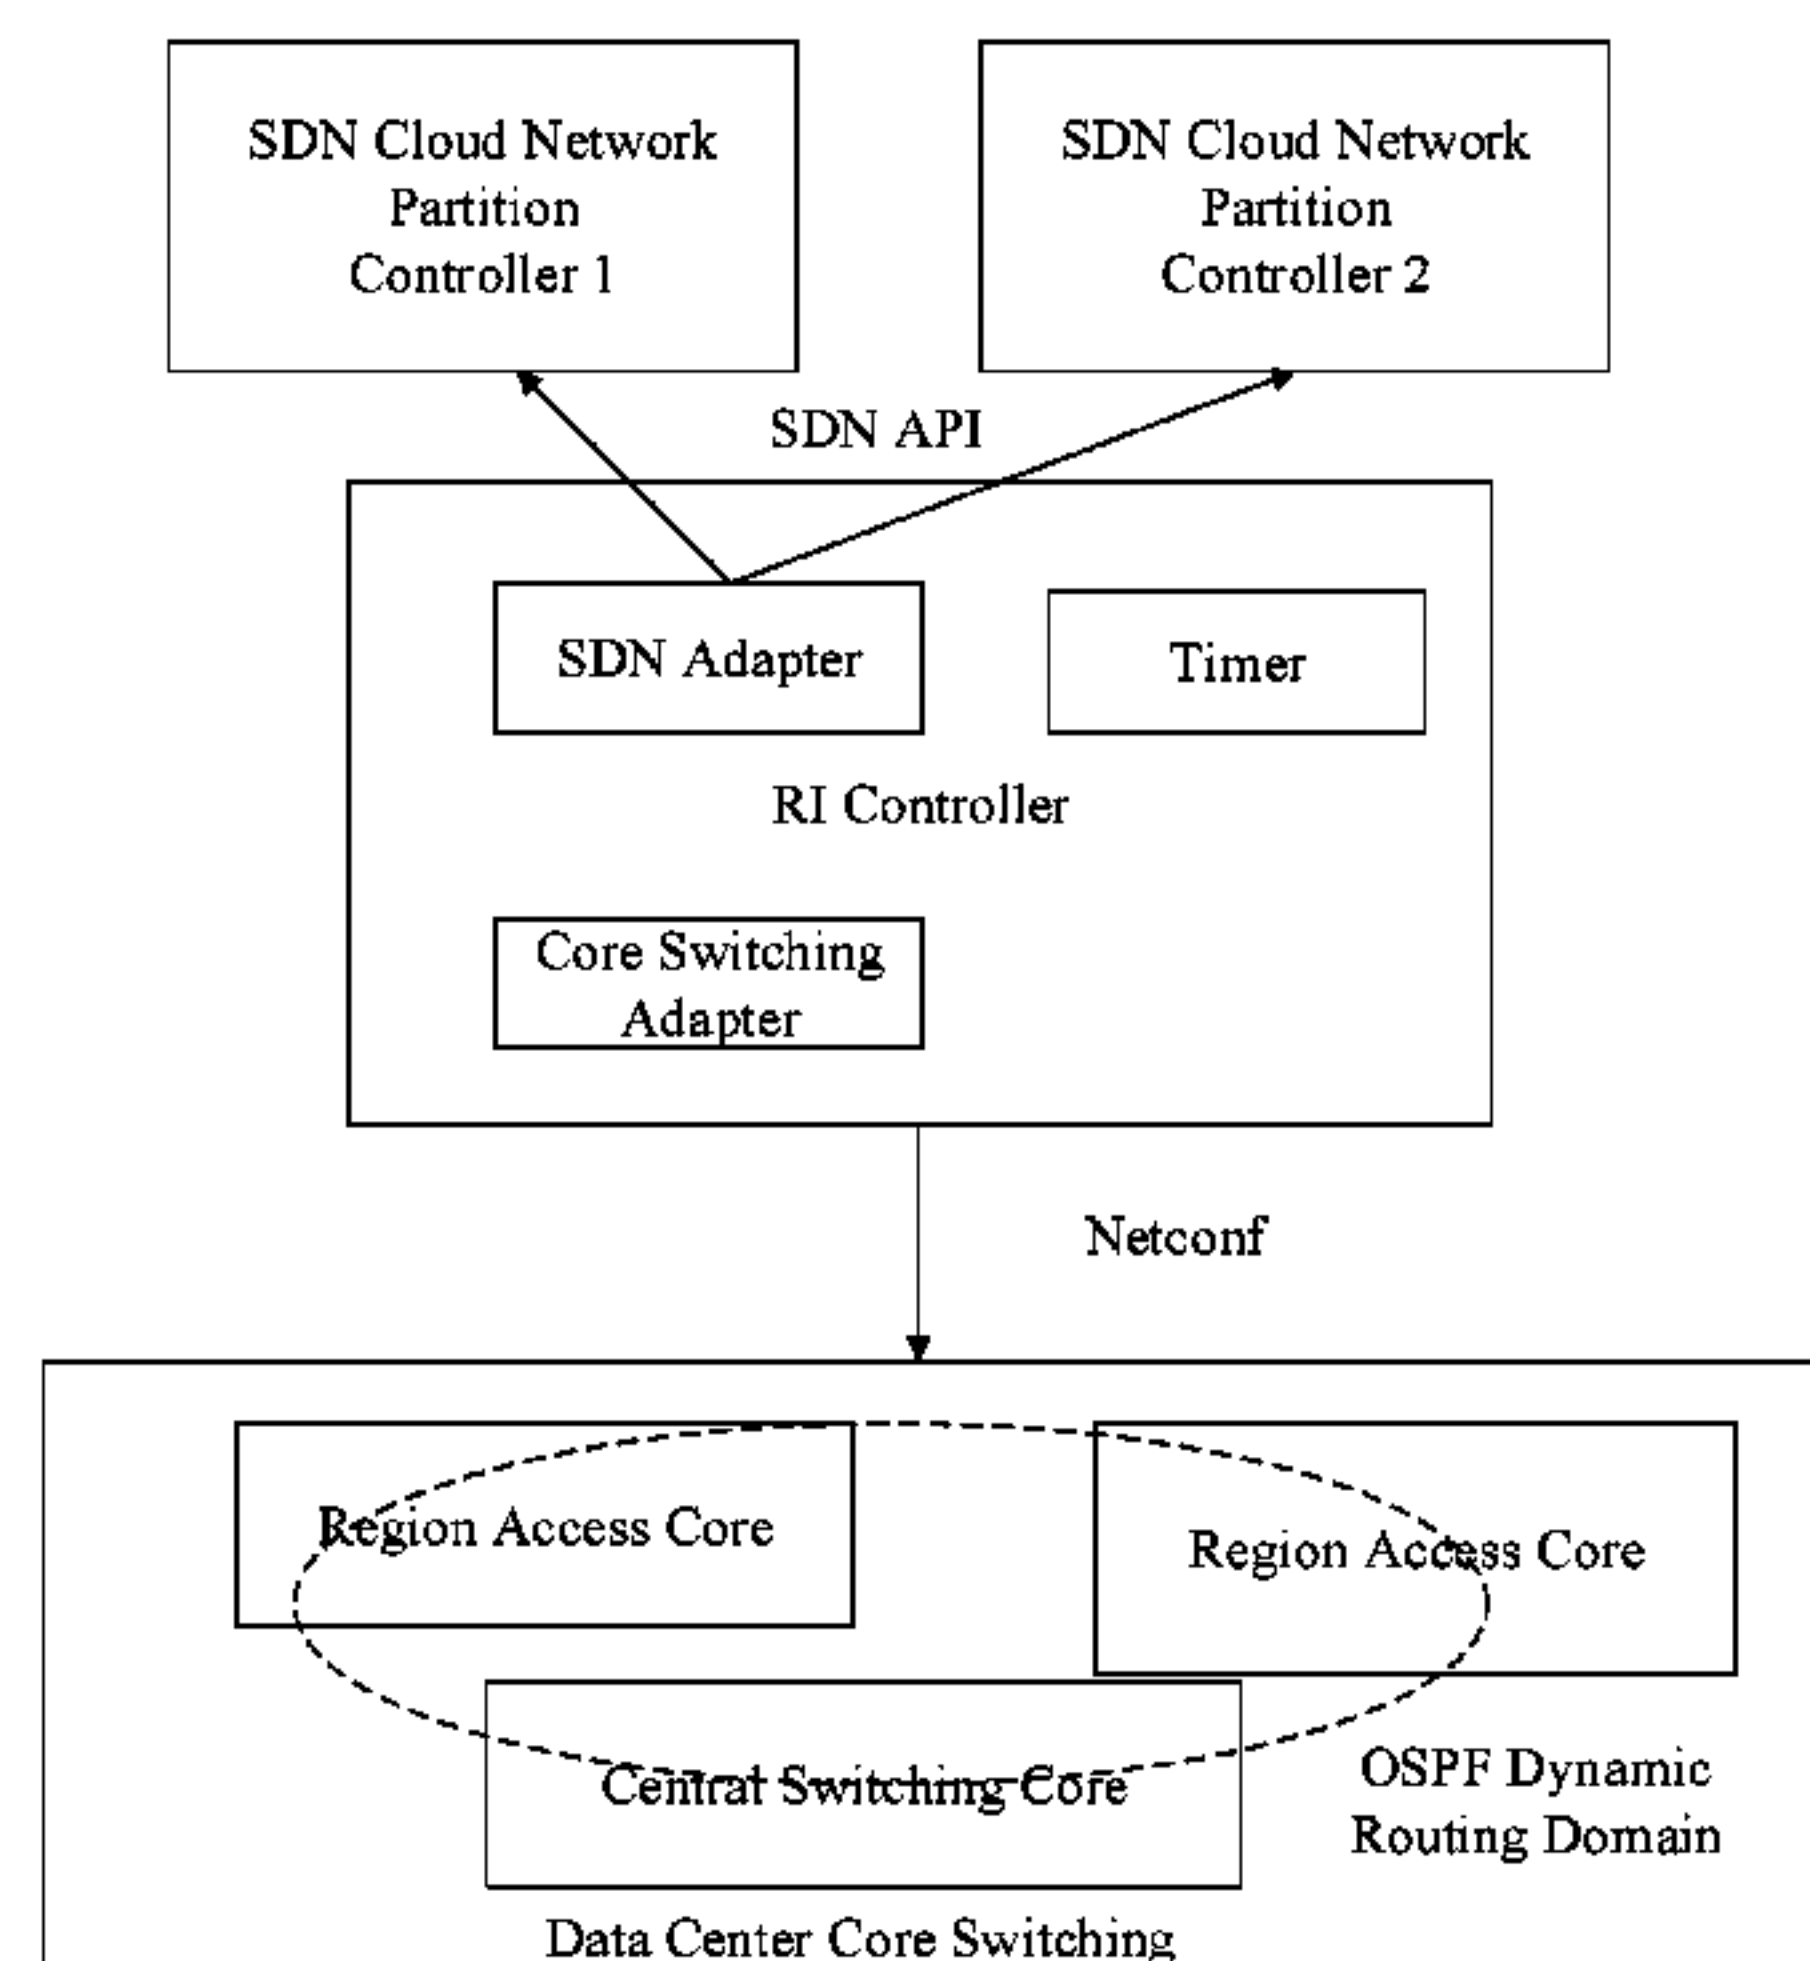 SDN Cloud Network
Partition
Controller 1
SDN Cloud Network
Partition
Controller 2
SDN API
SDN Adapter
Timer
RI Controller
Core Switching
Adapter
Netconf
Region Access Core
Region Access Core
Central Switching Core
OSPF Dynamic
Routing Domain
Data Center Core Switching